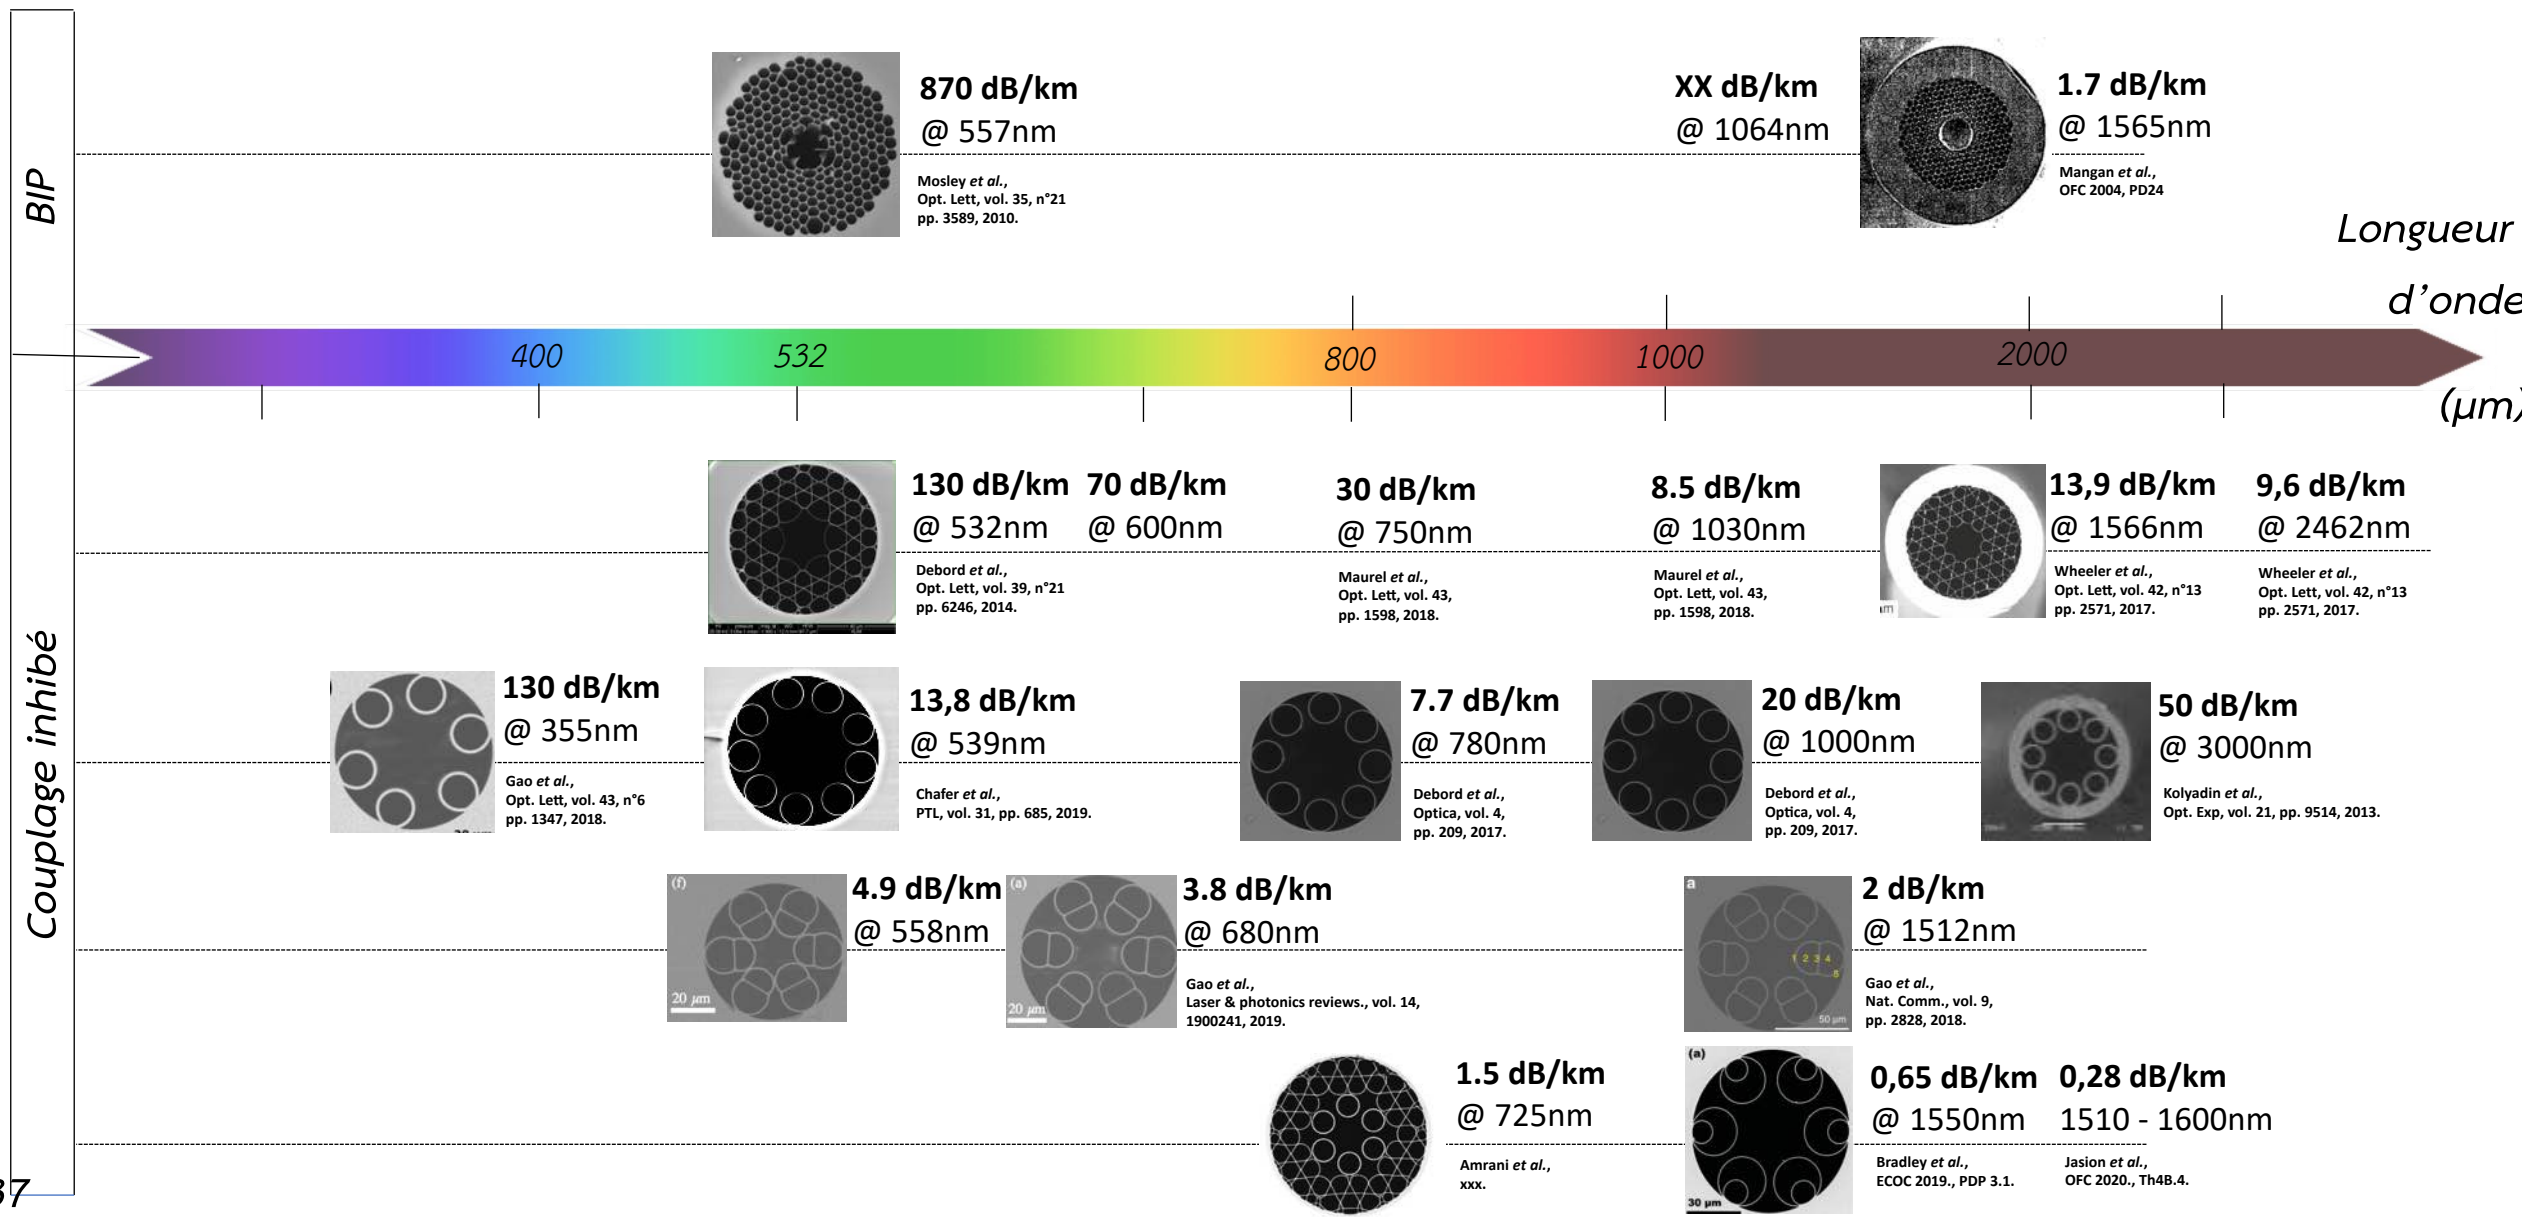 BIP
870 dB/km
@ 557nm
Mosley et al.,
Opt. Lett, vol. 35, n°21
pp. 3589, 2010.
XX dB/km
@ 1064nm
1.7 dB/km
@ 1565nm
Mangan et al.,
OFC 2004, PD24
Longueur
d'onde
(µm)
400
532
800
1000
2000
Couplage inhibé
130 dB/km
@ 532nm
Debord et al.,
Opt. Lett, vol. 39, n°21
pp. 6246, 2014.
70 dB/km
@ 600nm
30 dB/km
@ 750nm
Maurel et al.,
Opt. Lett, vol. 43,
pp. 1598, 2018.
8.5 dB/km
@ 1030nm
Maurel et al.,
Opt. Lett, vol. 43,
pp. 1598, 2018.
13,9 dB/km
@ 1566nm
Wheeler et al.,
Opt. Lett, vol. 42, n°13
pp. 2571, 2017.
9,6 dB/km
@ 2462nm
Wheeler et al.,
Opt. Lett, vol. 42, n°13
pp. 2571, 2017.
130 dB/km
@ 355nm
Gao et al.,
Opt. Lett, vol. 43, n°6
pp. 1347, 2018.
13,8 dB/km
@ 539nm
Chafer et al.,
PTL, vol. 31, pp. 685, 2019.
7.7 dB/km
@ 780nm
Debord et al.,
Optica, vol. 4,
pp. 209, 2017.
20 dB/km
@ 1000nm
Debord et al.,
Optica, vol. 4,
pp. 209, 2017.
50 dB/km
@ 3000nm
Kolyadin et al.,
Opt. Exp, vol. 21, pp. 9514, 2013.
(f)
20 µm
4.9 dB/km
@ 558nm
(a)
20 µm
3.8 dB/km
@ 680nm
Gao et al.,
Laser & photonics reviews., vol. 14,
1900241, 2019.
a
1 2 3 4
5
50 µm
2 dB/km
@ 1512nm
Gao et al.,
Nat. Comm., vol. 9,
pp. 2828, 2018.
1.5 dB/km
@ 725nm
Amrani et al.,
xxx.
(a)
30 µm
0,65 dB/km
@ 1550nm
Bradley et al.,
ECOC 2019., PDP 3.1.
0,28 dB/km
1510 - 1600nm
Jasion et al.,
OFC 2020., Th4B.4.
37